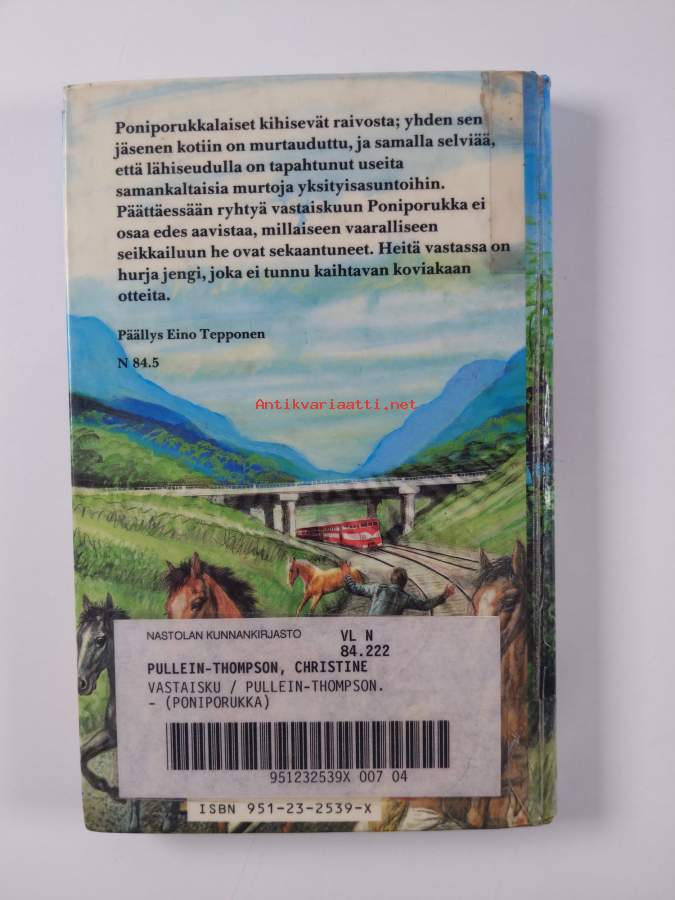 Poniporukkalaiset kihisevät raivosta; yhden sen
jäsenen kotiin on murtauduttu, ja samalla selviää,
että lähiseudulla on tapahtunut useita
samankaltaisia murtoja yksityisasuntoihin.
Päättäessään ryhtyä vastaiskuun Poniporukka ei
osaa edes aavistaa, millaiseen vaaralliseen
seikkailuun he ovat sekaantuneet. Heitä vastassa on
hurja jengi, joka ei tunnu kaihtavan koviakaan
otteita.
Päällys Eino Tepponen
N 84.5
Antikvariaatti.net
NASTOLAN KUNNANKIRJASTO VL N
84.222
PULLEIN-THOMPSON, CHRISTINE
VASTAISKU / PULLEIN-THOMPSON.
- (PONIPORUKKA)
951232539X 007 04
ISBN 951-23-2539-X